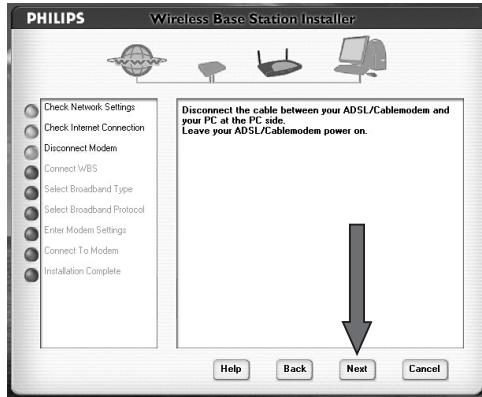 PHILIPS Wireless Base Station Installer
Check Network Settings
Check Internet Connection
Disconnect Modem
Connect WBS
Select Broadband Type
Select Broadband Protocol
Enter Modem Settings
Connect To Modem
Installation Complete
Disconnect the cable between your ADSL/Cablemodem and
your PC at the PC side.
Leave your ADSL/Cablemodem power on.
Help Back Next Cancel